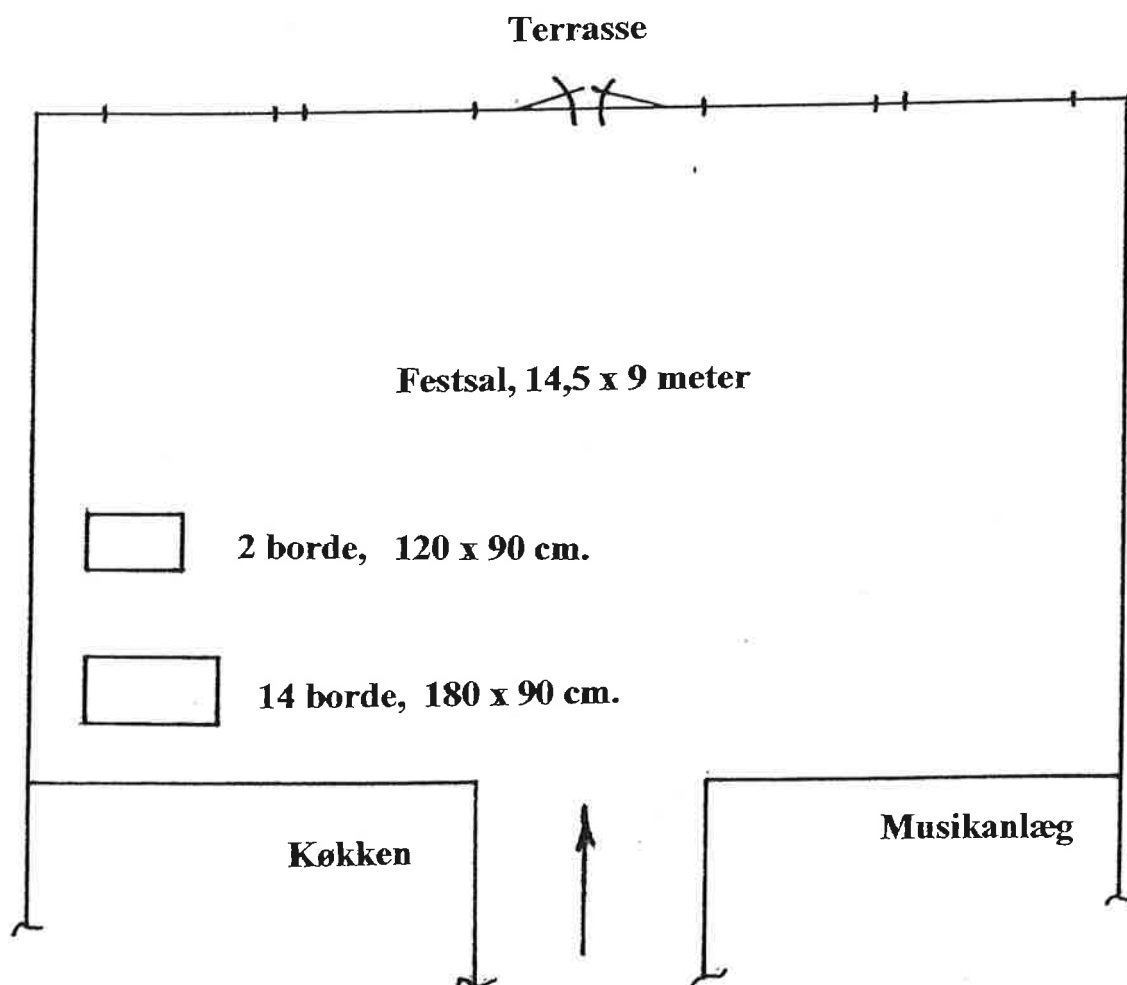 Terrasse
Festsal, 14,5 x 9 meter
2 borde, 120 x 90 cm.
14 borde, 180 x 90 cm.
Køkken
Musikanlæg